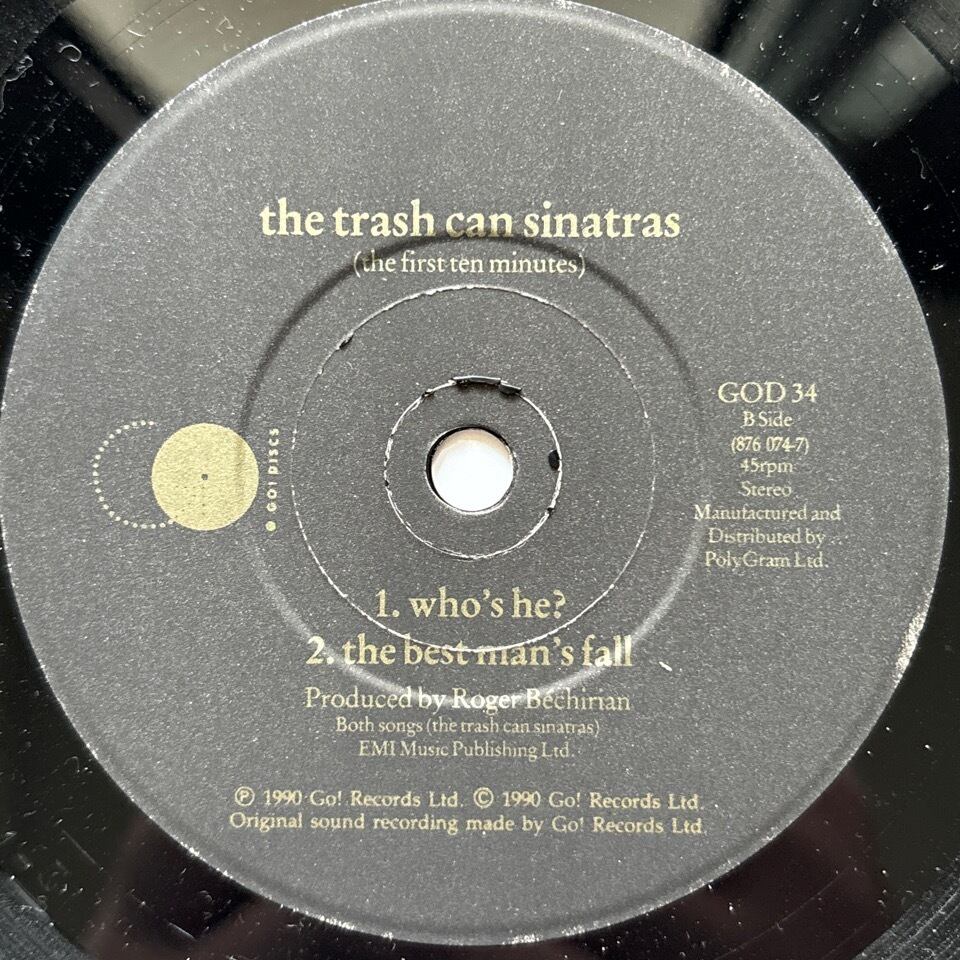 the trash can sinatras
(the first ten minutes)
GOD 34
B Side
(876 074-7)
45rpm
Stereo
Manufactured and
Distributed by
PolyGram Ltd.
GO! DISCS
1. who's he?
2. the best man's fall
Produced by Roger Béchirian
Both songs (the trash can sinatras)
EMI Music Publishing Ltd.
℗ 1990 Go! Records Ltd. © 1990 Go! Records Ltd.
Original sound recording made by Go! Records Ltd.